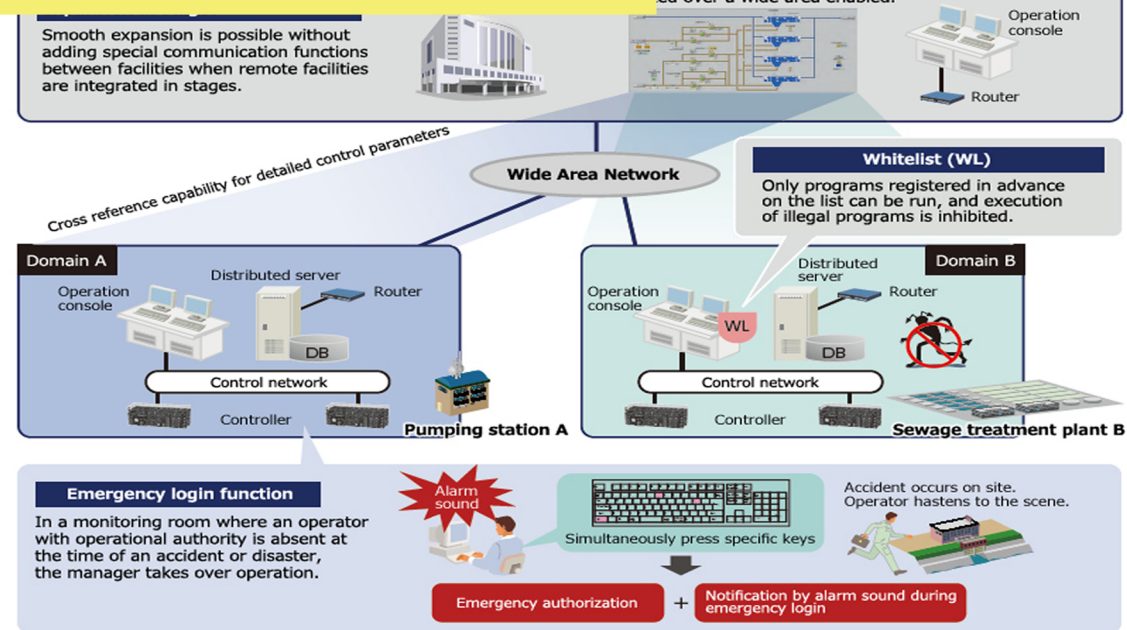 Smooth expansion is possible without
adding special communication functions
between facilities when remote facilities
are integrated in stages.
over a wide area enabled.
Operation
console
Router
Cross reference capability for detailed control parameters
Wide Area Network
Whitelist (WL)
Only programs registered in advance
on the list can be run, and execution
of illegal programs is inhibited.
Domain A
Operation
console
Distributed server
Router
DB
Control network
Controller
Pumping station A
Domain B
Operation
console
WL
Distributed
server
Router
DB
Control network
Controller
Sewage treatment plant B
Emergency login function
In a monitoring room where an operator
with operational authority is absent at
the time of an accident or disaster,
the manager takes over operation.
Alarm
sound
Simultaneously press specific keys
Accident occurs on site.
Operator hastens to the scene.
Emergency authorization
+
Notification by alarm sound during
emergency login